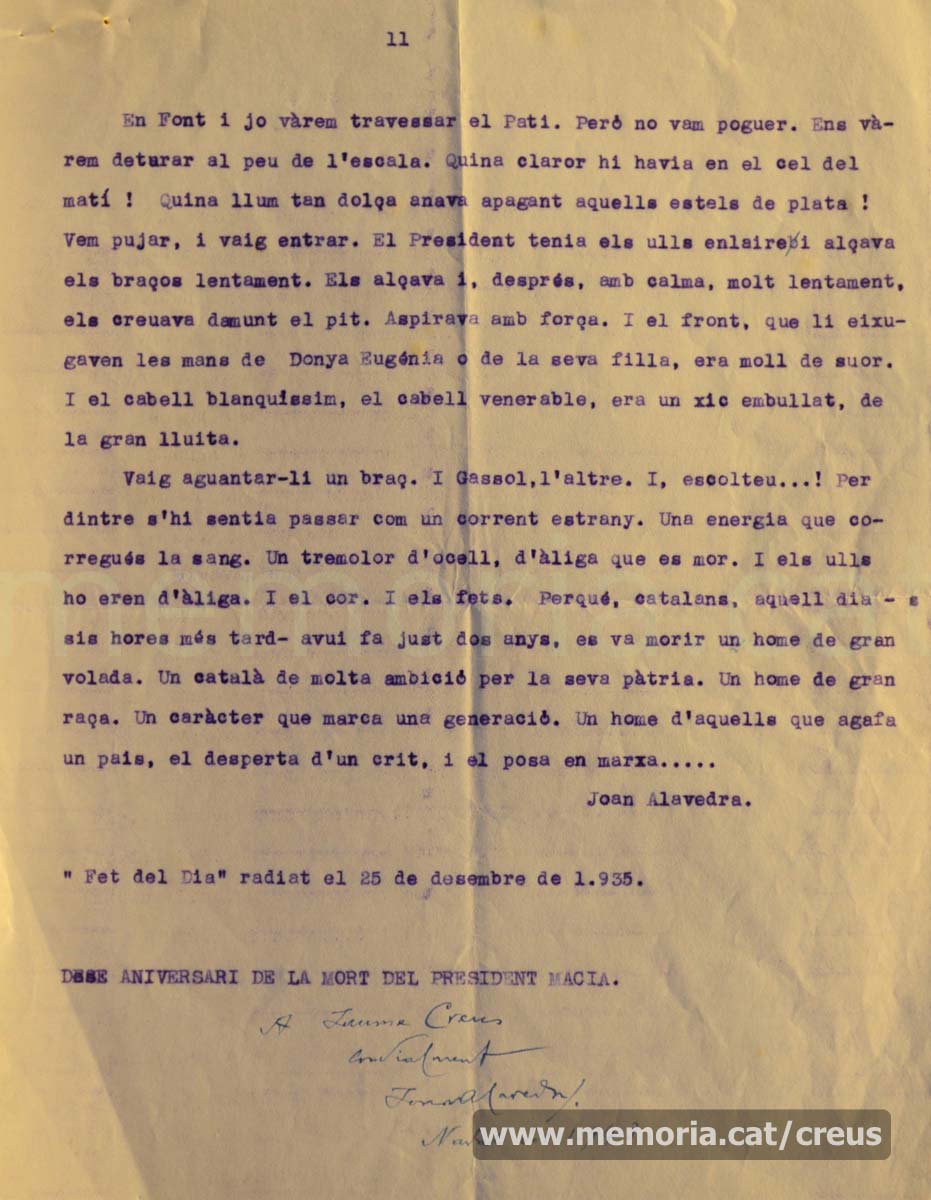 11
En Font i jo vàrem travessar el Pati. Peró no vam poguer. Ens và-
rem deturar al peu de l'escala. Quina claror hi havia en el cel del
matí ! Quina llum tan dolça anava apagant aquells estels de plata !
Vem pujar, i vaig entrar. El President tenia els ulls enlaire i alçava
els braços lentament. Els alçava i, després, amb calma, molt lentament,
els creuava damunt el pit. Aspirava amb força. I el front, que li eixu-
gaven les mans de Donya Eugénia o de la seva filla, era moll de suor.
I el cabell blanquíssim, el cabell venerable, era un xic embullat, de
la gran lluita.
Vaig aguantar-li un braç. I Gassol,l'altre. I, escolteu...! Per
dintre s'hi sentia passar com un corrent estrany. Una energia que co-
rregués la sang. Un tremolor d'ocell, d'àliga que es mor. I els ulls
ho eren d'àliga. I el cor. I els fets. Perqué, catalans, aquell dia - s
sis hores més tard- avui fa just dos anys, es va morir un home de gran
volada. Un català de molta ambició per la seva pàtria. Un home de gran
raça. Un caràcter que marca una generació. Un home d'aquells que agafa
un pais, el desperta d'un crit, i el posa en marxa.....
Joan Alavedra.
" Fet del Dia" radiat el 25 de desembre de 1.935.
ANIVERSARI DE LA MORT DEL PRESIDENT MACIA.
A Jaume Creus
cordialment
Joan Alavedra.
www.memoria.cat/creus